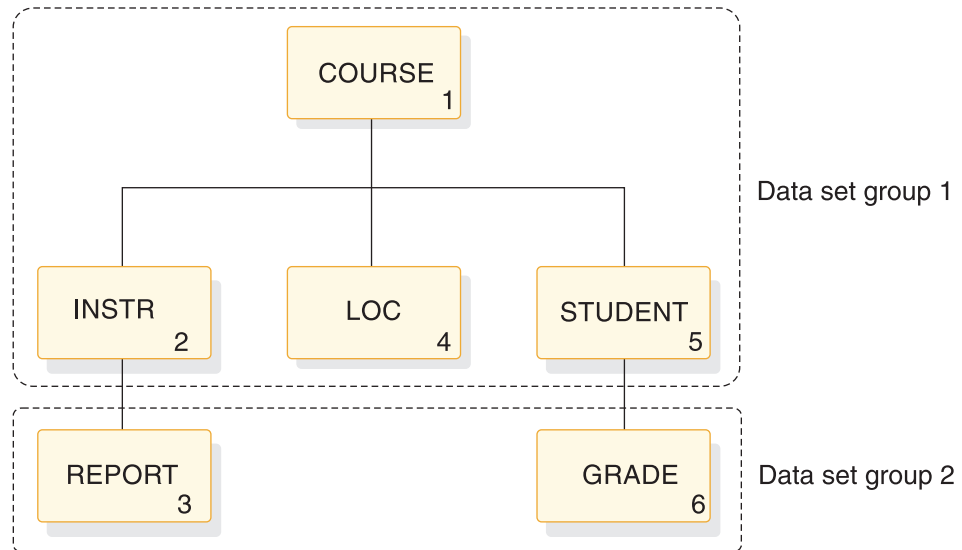 COURSE
1
Data set group 1
INSTR
2
LOC
4
STUDENT
5
REPORT
3
GRADE
6
Data set group 2